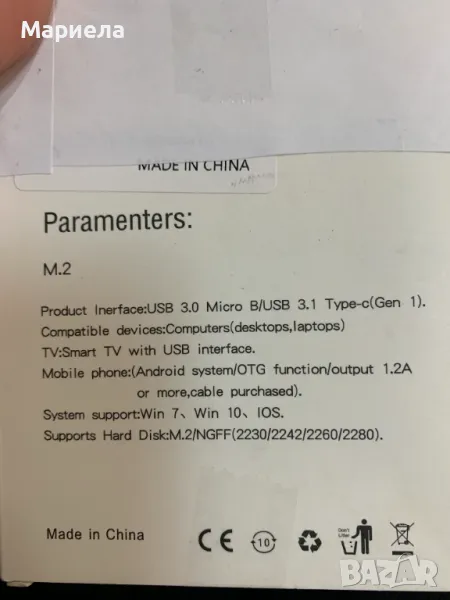 Мариела
MADE IN CHINA
Paramenters:
M.2
Product Inerface:USB 3.0 Micro B/USB 3.1 Type-c(Gen 1).
Compatible devices:Computers(desktops,laptops)
TV:Smart TV with USB interface.
Mobile phone:(Android system/OTG function/output 1.2A
or more,cable purchased).
System support:Win 7、Win 10、IOS.
Supports Hard Disk:M.2/NGFF(2230/2242/2260/2280).
Made in China
CE
10
Don't
Litter
BAZAR